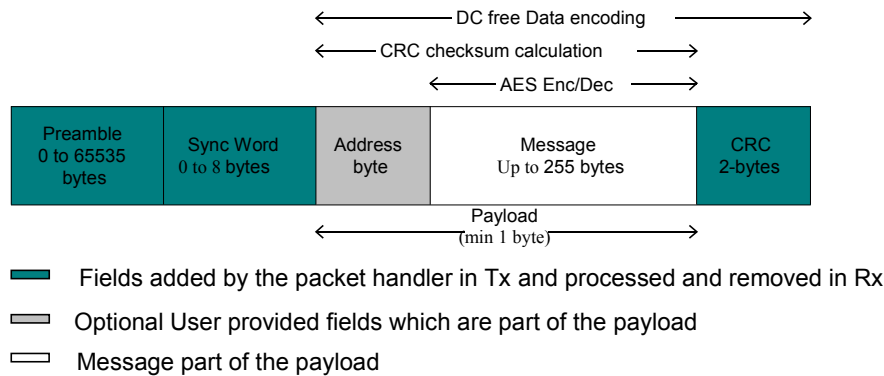 DC free Data encoding
CRC checksum calculation
AES Enc/Dec
Preamble
0 to 65535
bytes
Sync Word
0 to 8 bytes
Address
byte
Message
Up to 255 bytes
CRC
2-bytes
Payload
(min 1 byte)
Fields added by the packet handler in Tx and processed and removed in Rx
Optional User provided fields which are part of the payload
Message part of the payload